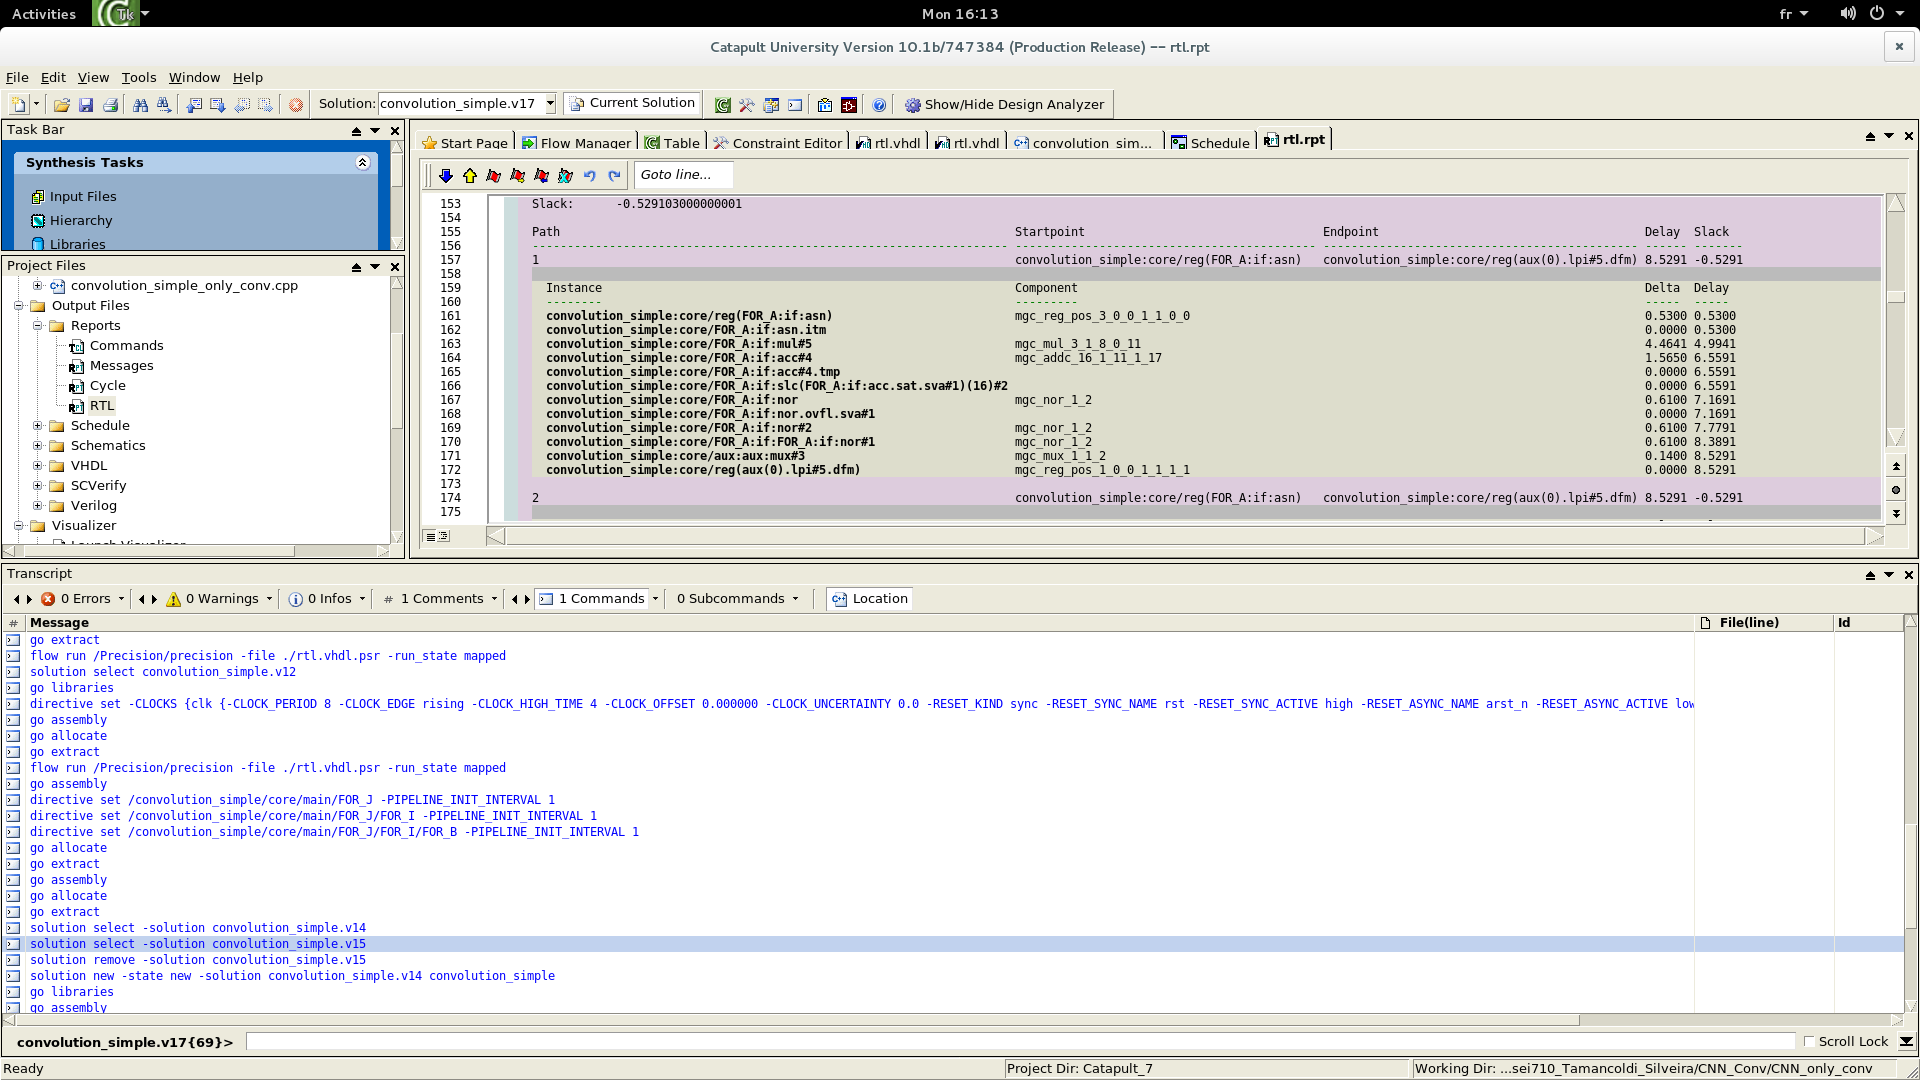 Activities Tk Mon 16:13 fr
Catapult University Version 10.1b/747384 (Production Release) -- rtl.rpt
File Edit View Tools Window Help
Solution: convolution_simple.v17 Current Solution Show/Hide Design Analyzer
Task Bar
Synthesis Tasks
Input Files
Hierarchy
Libraries
Project Files
convolution_simple_only_conv.cpp
Output Files
Reports
Commands
Messages
Cycle
RTL
Schedule
Schematics
VHDL
SCVerify
Verilog
Visualizer
Launch Visualizer
Start Page Flow Manager Table Constraint Editor rtl.vhdl rtl.vhdl convolution_sim... Schedule rtl.rpt
Goto line...
153 Slack: -0.529103000000001
154
155 Path Startpoint Endpoint Delay Slack
156 ------
157 1 convolution_simple:core/reg(FOR_A:if:asn) convolution_simple:core/reg(aux(0).lpi#5.dfm) 8.5291 -0.5291
158
159 Instance Component Delta Delay
160 -------- --------- ----- -----
161 convolution_simple:core/reg(FOR_A:if:asn) mgc_reg_pos_3_0_0_1_1_0_0 0.5300 0.5300
162 convolution_simple:core/FOR_A:if:asn.itm 0.0000 0.5300
163 convolution_simple:core/FOR_A:if:mul#5 mgc_mul_3_1_8_0_11 4.4641 4.9941
164 convolution_simple:core/FOR_A:if:acc#4 mgc_addc_16_1_11_1_17 1.5650 6.5591
165 convolution_simple:core/FOR_A:if:acc#4.tmp 0.0000 6.5591
166 convolution_simple:core/FOR_A:if:slc(FOR_A:if:acc.sat.sva#1)(16)#2 0.0000 6.5591
167 convolution_simple:core/FOR_A:if:nor mgc_nor_1_2 0.6100 7.1691
168 convolution_simple:core/FOR_A:if:nor.ovfl.sva#1 0.0000 7.1691
169 convolution_simple:core/FOR_A:if:nor#2 mgc_nor_1_2 0.6100 7.7791
170 convolution_simple:core/FOR_A:if:FOR_A:if:nor#1 mgc_nor_1_2 0.6100 8.3891
171 convolution_simple:core/aux:aux:mux#3 mgc_mux_1_1_2 0.1400 8.5291
172 convolution_simple:core/reg(aux(0).lpi#5.dfm) mgc_reg_pos_1_0_0_1_1_1_1 0.0000 8.5291
173
174 2 convolution_simple:core/reg(FOR_A:if:asn) convolution_simple:core/reg(aux(0).lpi#5.dfm) 8.5291 -0.5291
175
Transcript
0 Errors 0 Warnings 0 Infos # 1 Comments 1 Commands 0 Subcommands Location
# Message File(line) Id
go extract
flow run /Precision/precision -file ./rtl.vhdl.psr -run_state mapped
solution select convolution_simple.v12
go libraries
directive set -CLOCKS {clk {-CLOCK_PERIOD 8 -CLOCK_EDGE rising -CLOCK_HIGH_TIME 4 -CLOCK_OFFSET 0.000000 -CLOCK_UNCERTAINTY 0.0 -RESET_KIND sync -RESET_SYNC_NAME rst -RESET_SYNC_ACTIVE high -RESET_ASYNC_NAME arst_n -RESET_ASYNC_ACTIVE low
go assembly
go allocate
go extract
flow run /Precision/precision -file ./rtl.vhdl.psr -run_state mapped
go assembly
directive set /convolution_simple/core/main/FOR_J -PIPELINE_INIT_INTERVAL 1
directive set /convolution_simple/core/main/FOR_J/FOR_I -PIPELINE_INIT_INTERVAL 1
directive set /convolution_simple/core/main/FOR_J/FOR_I/FOR_B -PIPELINE_INIT_INTERVAL 1
go allocate
go extract
go assembly
go allocate
go extract
solution select -solution convolution_simple.v14
solution select -solution convolution_simple.v15
solution remove -solution convolution_simple.v15
solution new -state new -solution convolution_simple.v14 convolution_simple
go libraries
go assembly
convolution_simple.v17{69}> Scroll Lock
Ready Project Dir: Catapult_7 Working Dir: ...sei710_Tamancoldi_Silveira/CNN_Conv/CNN_only_conv